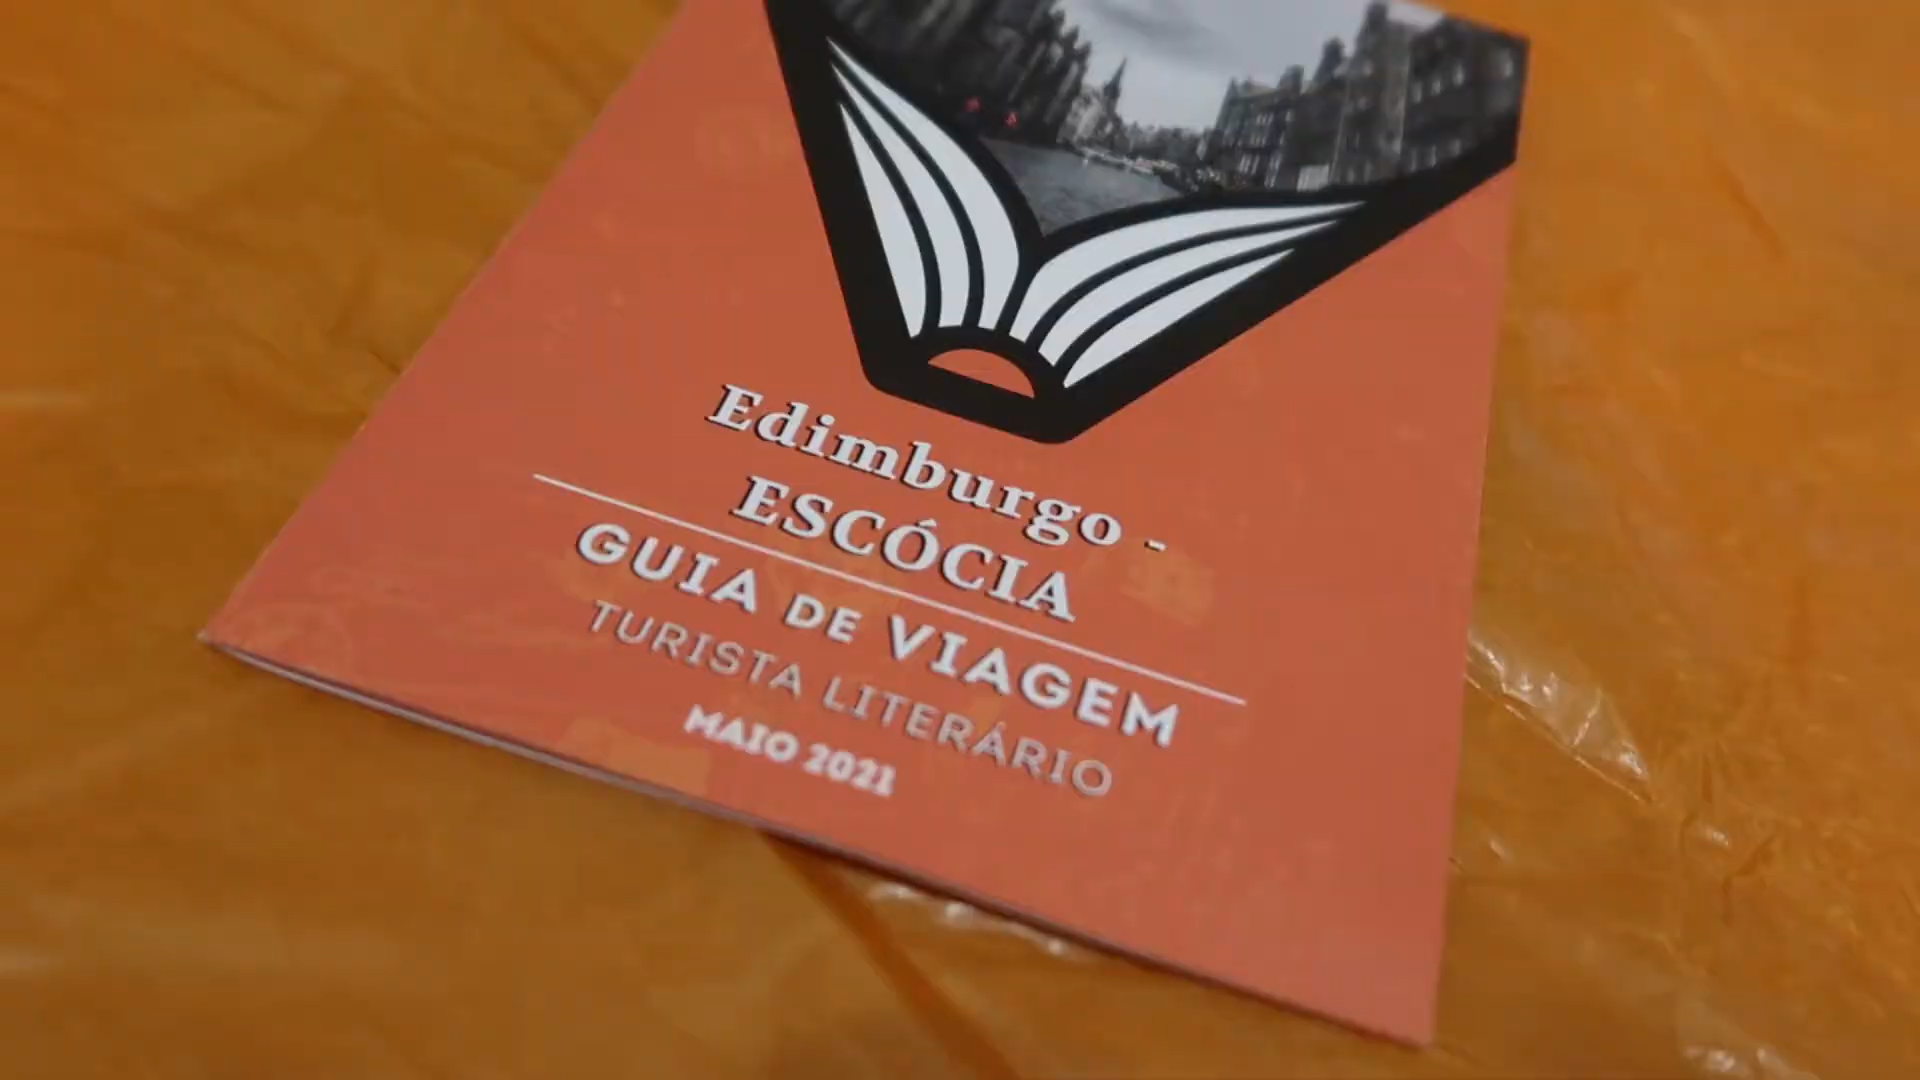 Edimburgo -
ESCÓCIA
GUIA DE VIAGEM
TURISTA LITERÁRIO
MAIO 2021